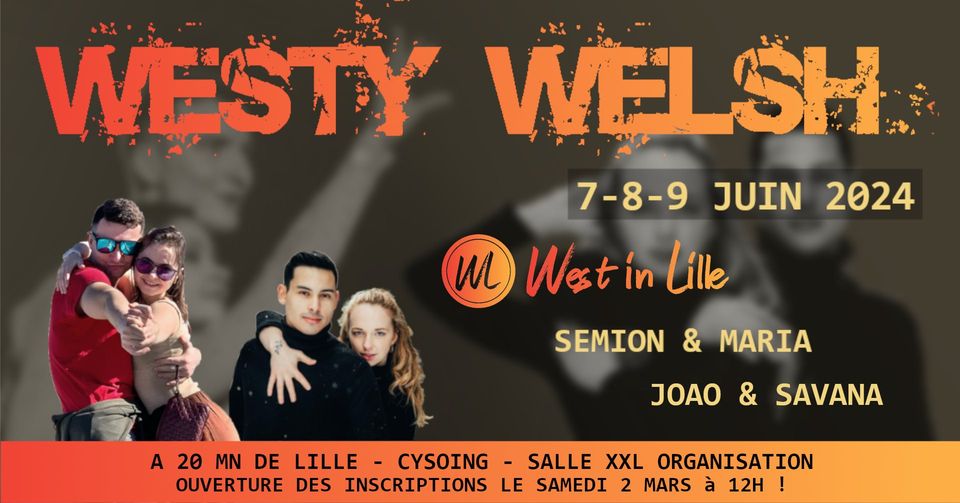 WESTY WELSH
7-8-9 JUIN 2024
WL West in Lille
SEMION & MARIA
JOAO & SAVANA
A 20 MN DE LILLE - CYSOING - SALLE XXL ORGANISATION
OUVERTURE DES INSCRIPTIONS LE SAMEDI 2 MARS à 12H !